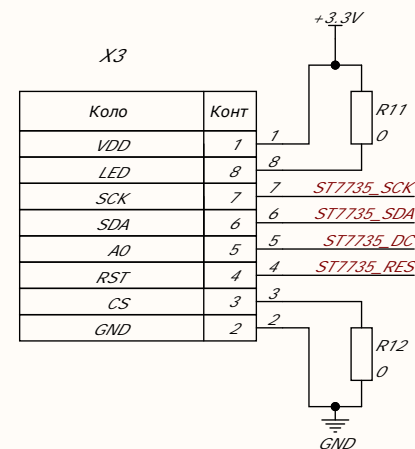 +3.3V
X3
Коло Конт
R11
0
VDD 1 1
LED 8 8
SCK 7 7 ST7735_SCK
SDA 6 6 ST7735_SDA
A0 5 5 ST7735_DC
RST 4 4 ST7735_RES
CS 3 3
GND 2 2
R12
0
GND